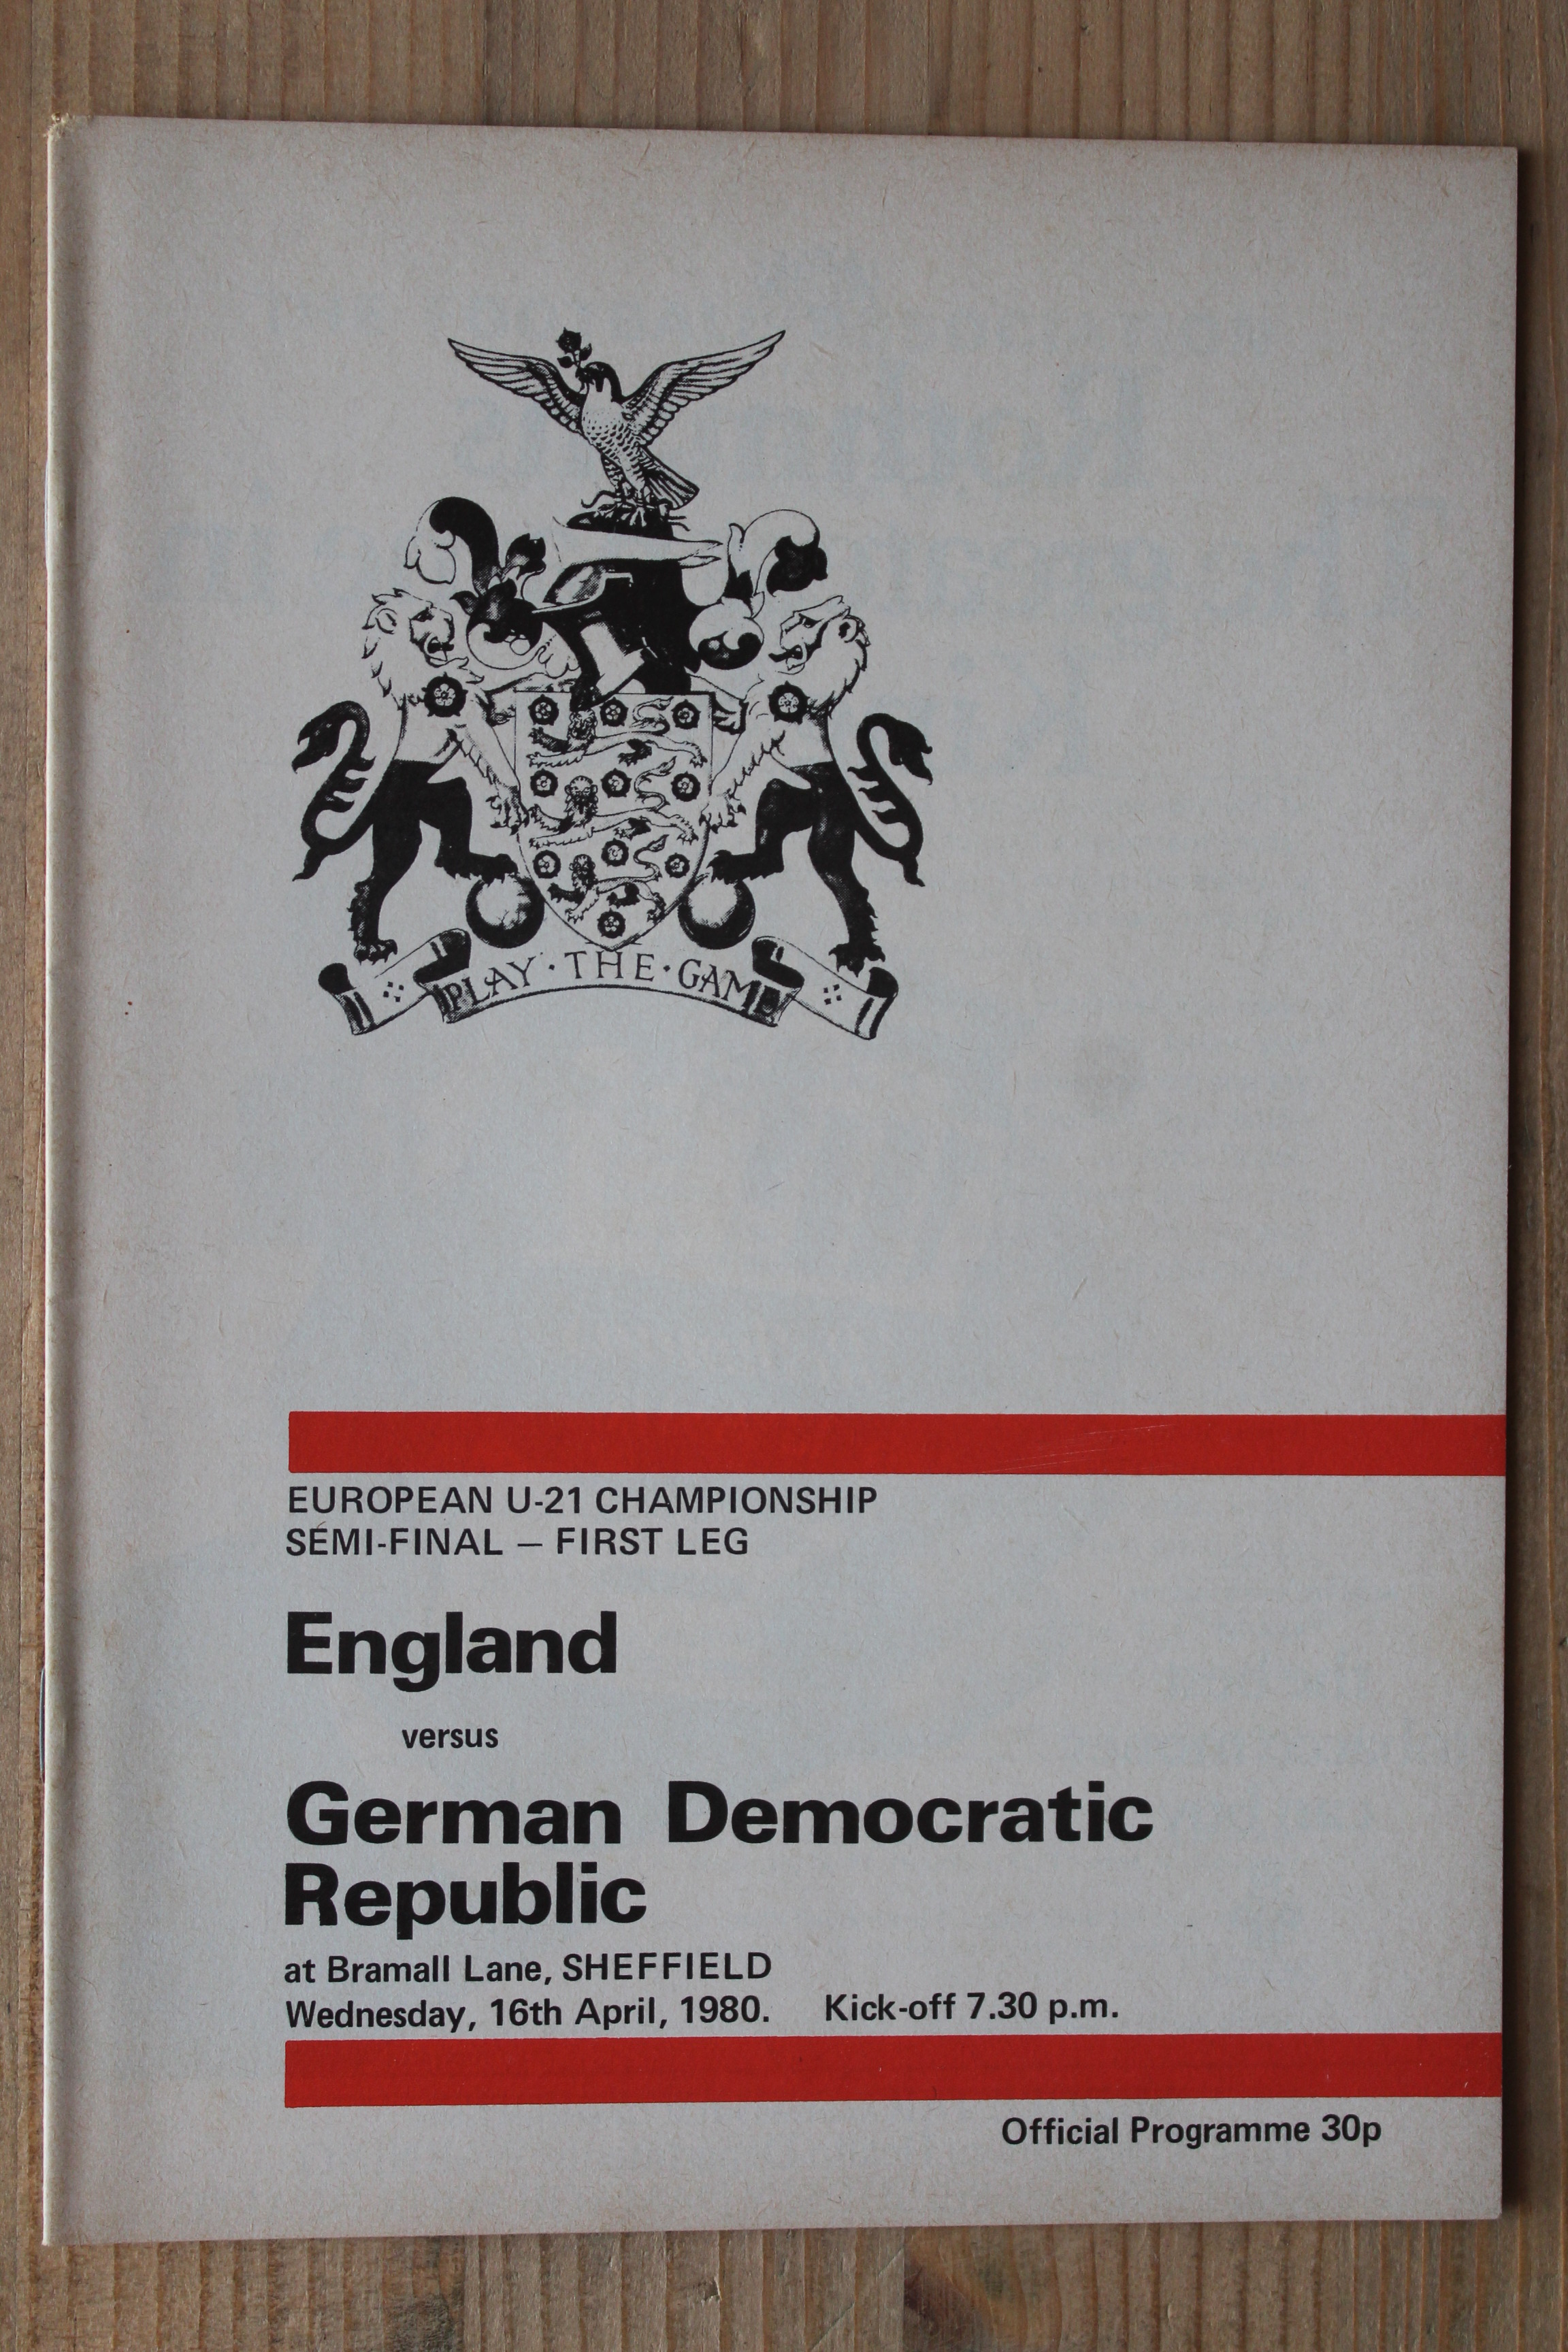 PLAY·THE·GAME
EUROPEAN U-21 CHAMPIONSHIP
SEMI-FINAL — FIRST LEG
England
versus
German Democratic
Republic
at Bramall Lane, SHEFFIELD
Wednesday, 16th April, 1980. Kick-off 7.30 p.m.
Official Programme 30p